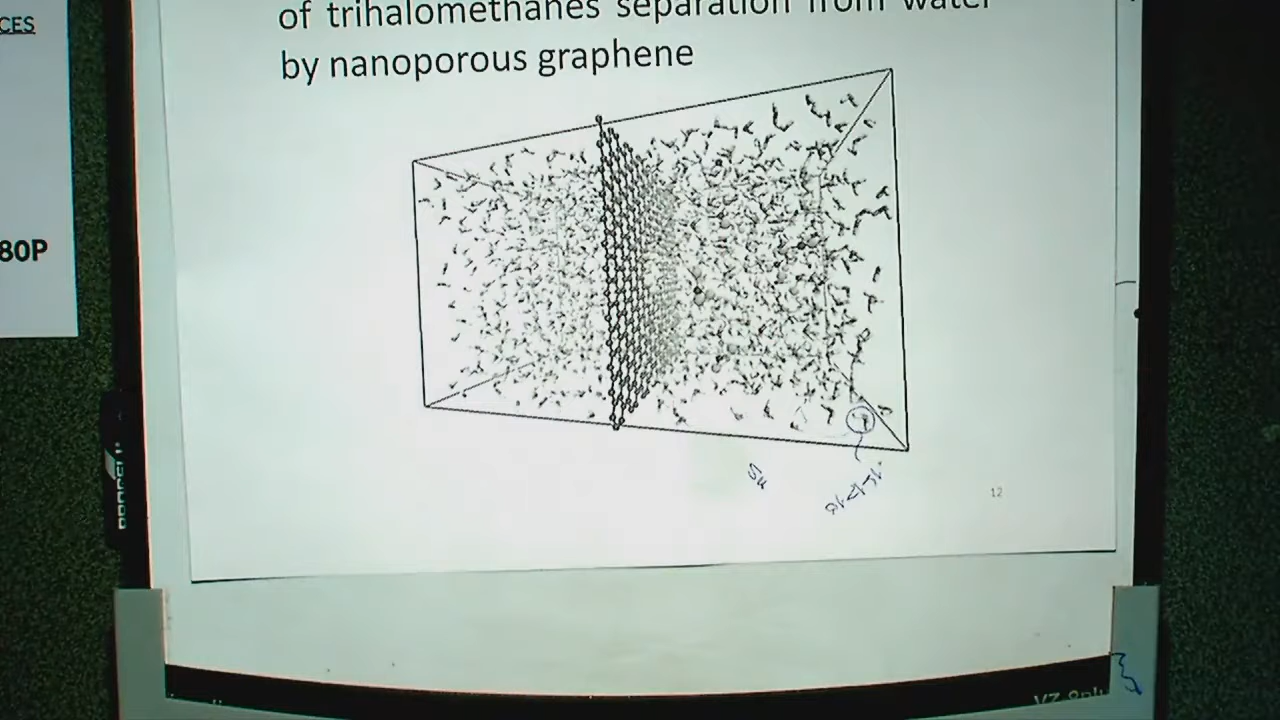 CES
of trihalomethanes separation from water
by nanoporous graphene
80P
12